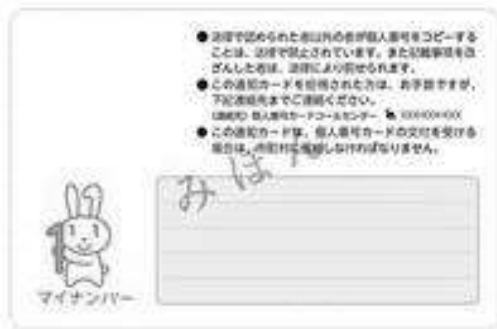 ●法律で認められた者以外の者が個人番号をコピーする
ことは、法律で禁止されています。また記載事項を改
ざんした者は、法律により罰せられます。
●この通知カードを拾得された方は、お手数ですが、
下記連絡先までご連絡ください。
(連絡先) 個人番号カードコールセンター
●この通知カードは、個人番号カードの交付を受ける
場合は、市町村に返納しなければなりません。
みほん
マイナンバー